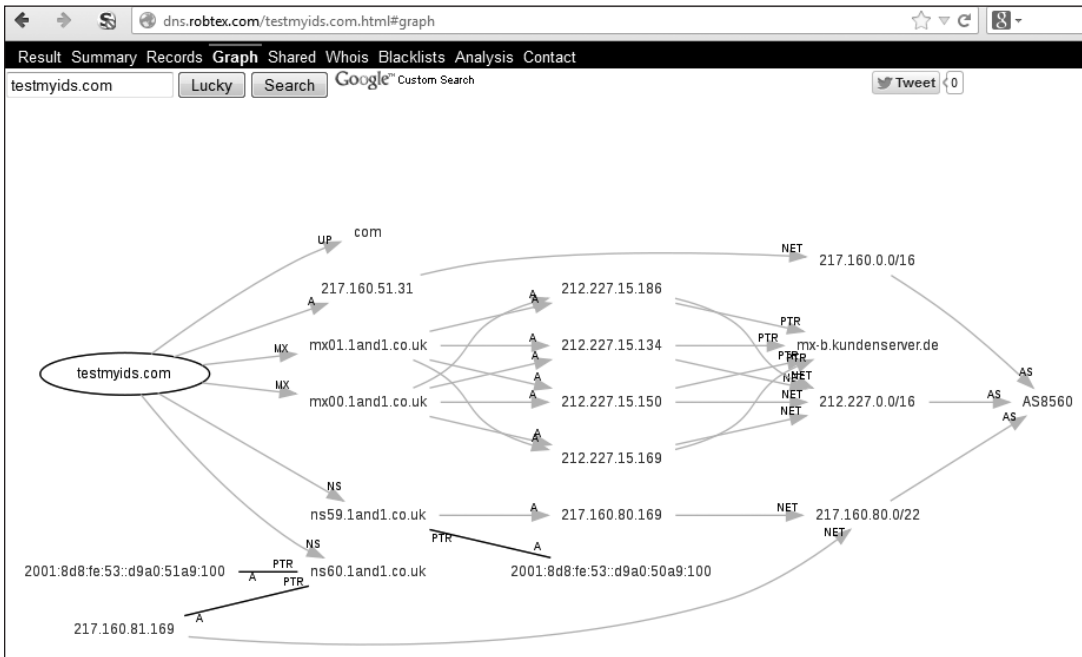 dns.robtex.com/testmyids.com.html#graph
Result Summary Records Graph Shared Whois Blacklists Analysis Contact
testmyids.com Lucky Search Google™ Custom Search Tweet 0
com
UP
NET
217.160.0.0/16
217.160.51.31
A
212.227.15.186
A
A
PTR
mx01.1and1.co.uk
MX
A
212.227.15.134
PTR
mx-b.kundenserver.de
A
PTR
PTR
testmyids.com
AS
MX
A
NET
NET
mx00.1and1.co.uk
A
212.227.15.150
NET
212.227.0.0/16
AS
AS8560
NET
AS
A
A
212.227.15.169
NS
ns59.1and1.co.uk
A
217.160.80.169
NET
217.160.80.0/22
PTR
A
NET
NS
2001:8d8:fe:53::d9a0:51a9:100
PTR
A
ns60.1and1.co.uk
2001:8d8:fe:53::d9a0:50a9:100
PTR
A
217.160.81.169